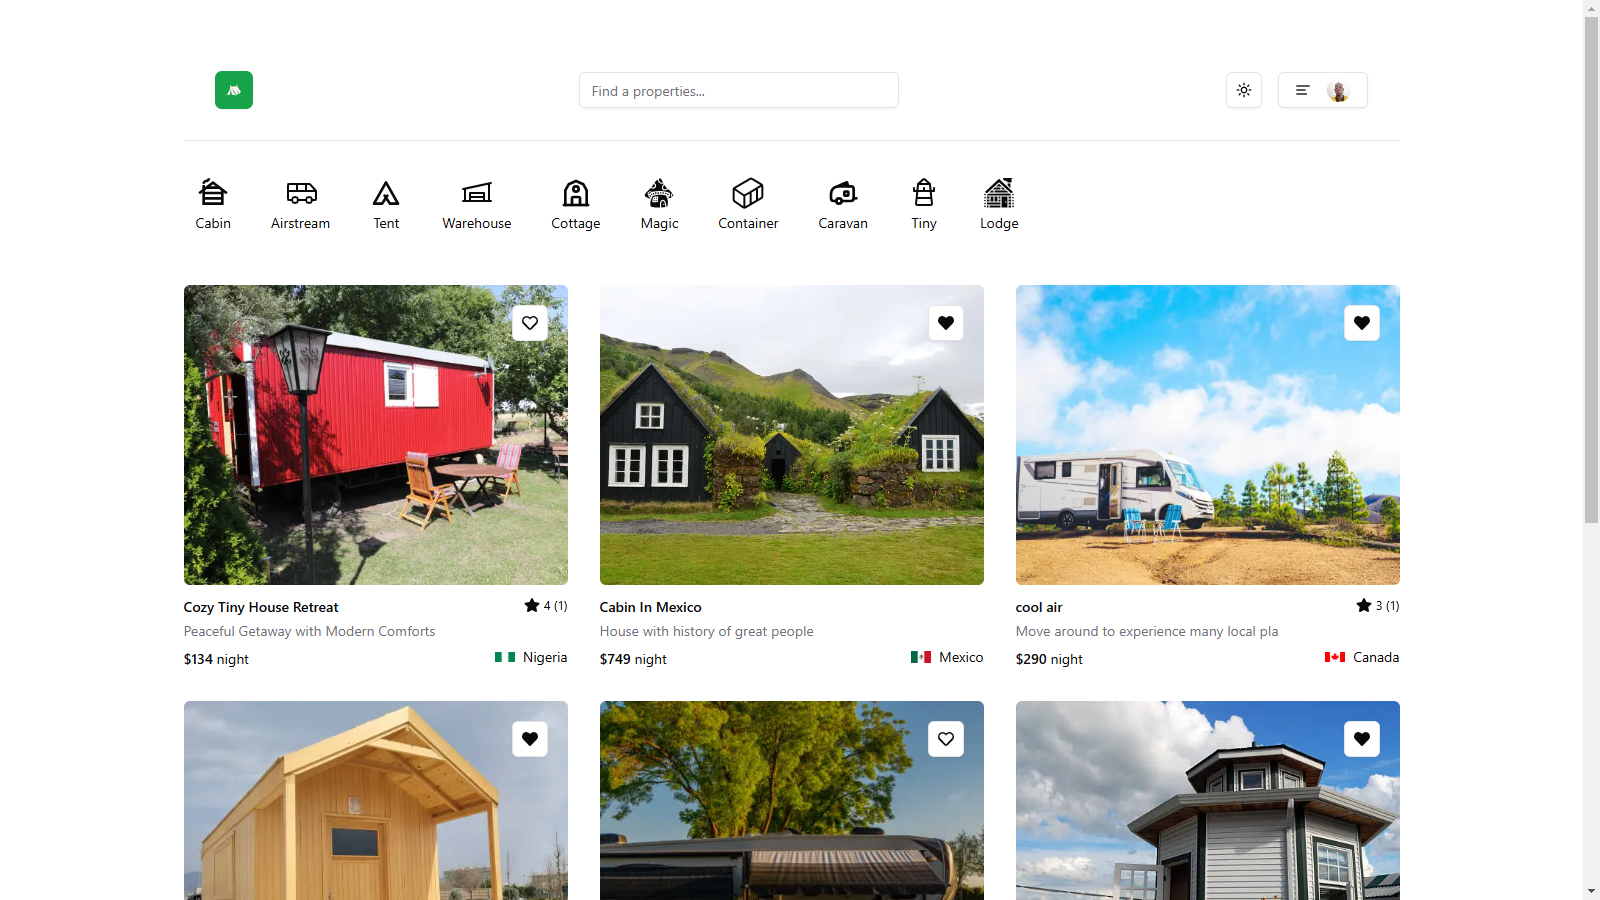 Find a properties...
Cabin
Airstream
Tent
Warehouse
Cottage
Magic
Container
Caravan
Tiny
Lodge
Cozy Tiny House Retreat
4 (1)
Peaceful Getaway with Modern Comforts
$134 night
Nigeria
Cabin In Mexico
House with history of great people
$749 night
Mexico
cool air
3 (1)
Move around to experience many local pla
$290 night
Canada